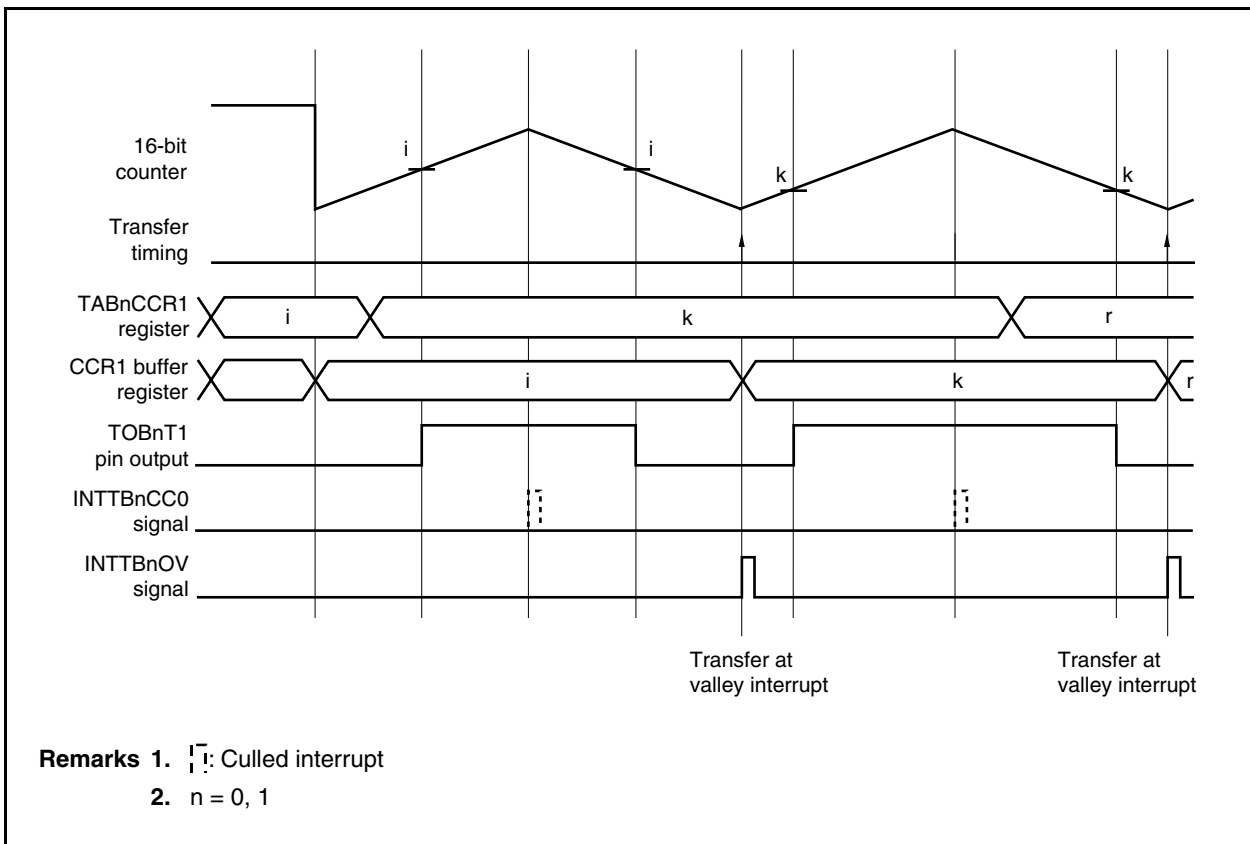 i
i
k
k
16-bit
counter
Transfer
timing
TABnCCR1
register
i
k
r
CCR1 buffer
register
i
k
r
TOBnT1
pin output
INTTBnCC0
signal
INTTBnOV
signal
Transfer at
valley interrupt
Transfer at
valley interrupt
Remarks 1. : Culled interrupt
2. n = 0, 1